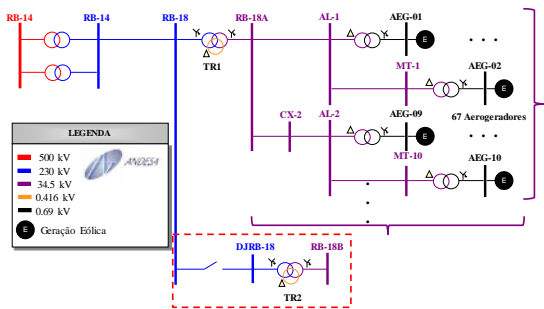 RB-14
RB-14
RB-18
RB-18A
AL-1
AEG-01
E
TR1
MT-1
AEG-02
E
67 Aerogeradores
CX-2
AL-2
AEG-09
E
MT-10
AEG-10
E
LEGENDA
500 kV
230 kV
34.5 kV
0.416 kV
0.69 kV
E
Geração Eólica
ANDESA
DJRB-18
RB-18B
TR2